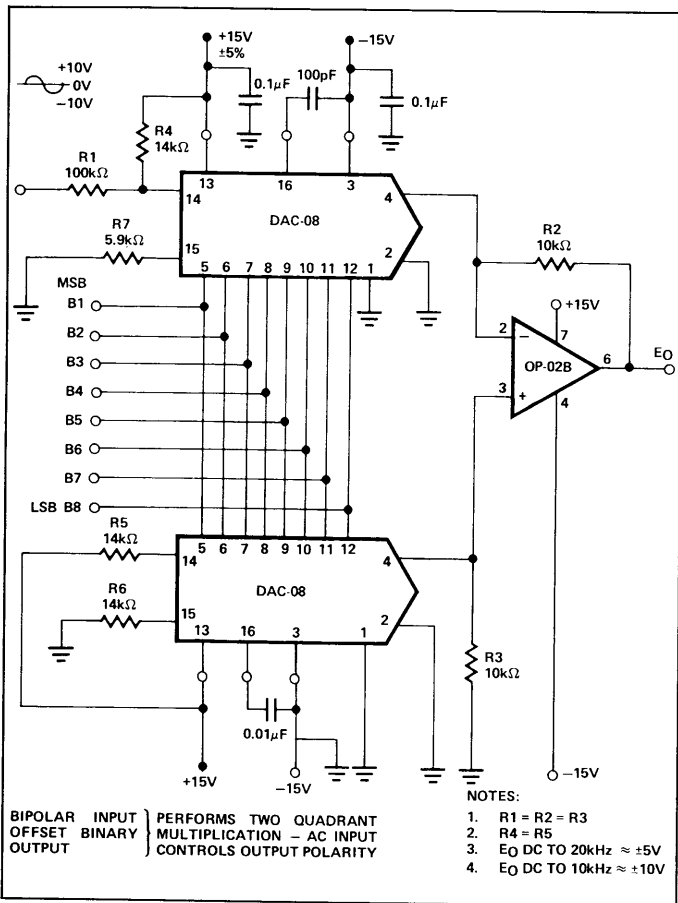 +10V
0V
−10V
+15V
±5%
−15V
0.1μF
100pF
0.1μF
R4
14kΩ
R1
100kΩ
13
16
3
14
DAC-08
4
R7
5.9kΩ
15
2
5 6 7 8 9 10 11 12 1
R2
10kΩ
MSB
B1
B2
B3
B4
B5
B6
B7
LSB B8
+15V
2
−
7
OP-02B
6
EO
3
+
4
R5
14kΩ
5 6 7 8 9 10 11 12
14
4
R6
14kΩ
DAC-08
15
2
13
16
3
1
R3
10kΩ
0.01μF
+15V
−15V
−15V
BIPOLAR INPUT
OFFSET BINARY
OUTPUT
PERFORMS TWO QUADRANT
MULTIPLICATION – AC INPUT
CONTROLS OUTPUT POLARITY
NOTES:
1. R1 = R2 = R3
2. R4 = R5
3. EO DC TO 20kHz ≈ ±5V
4. EO DC TO 10kHz ≈ ±10V